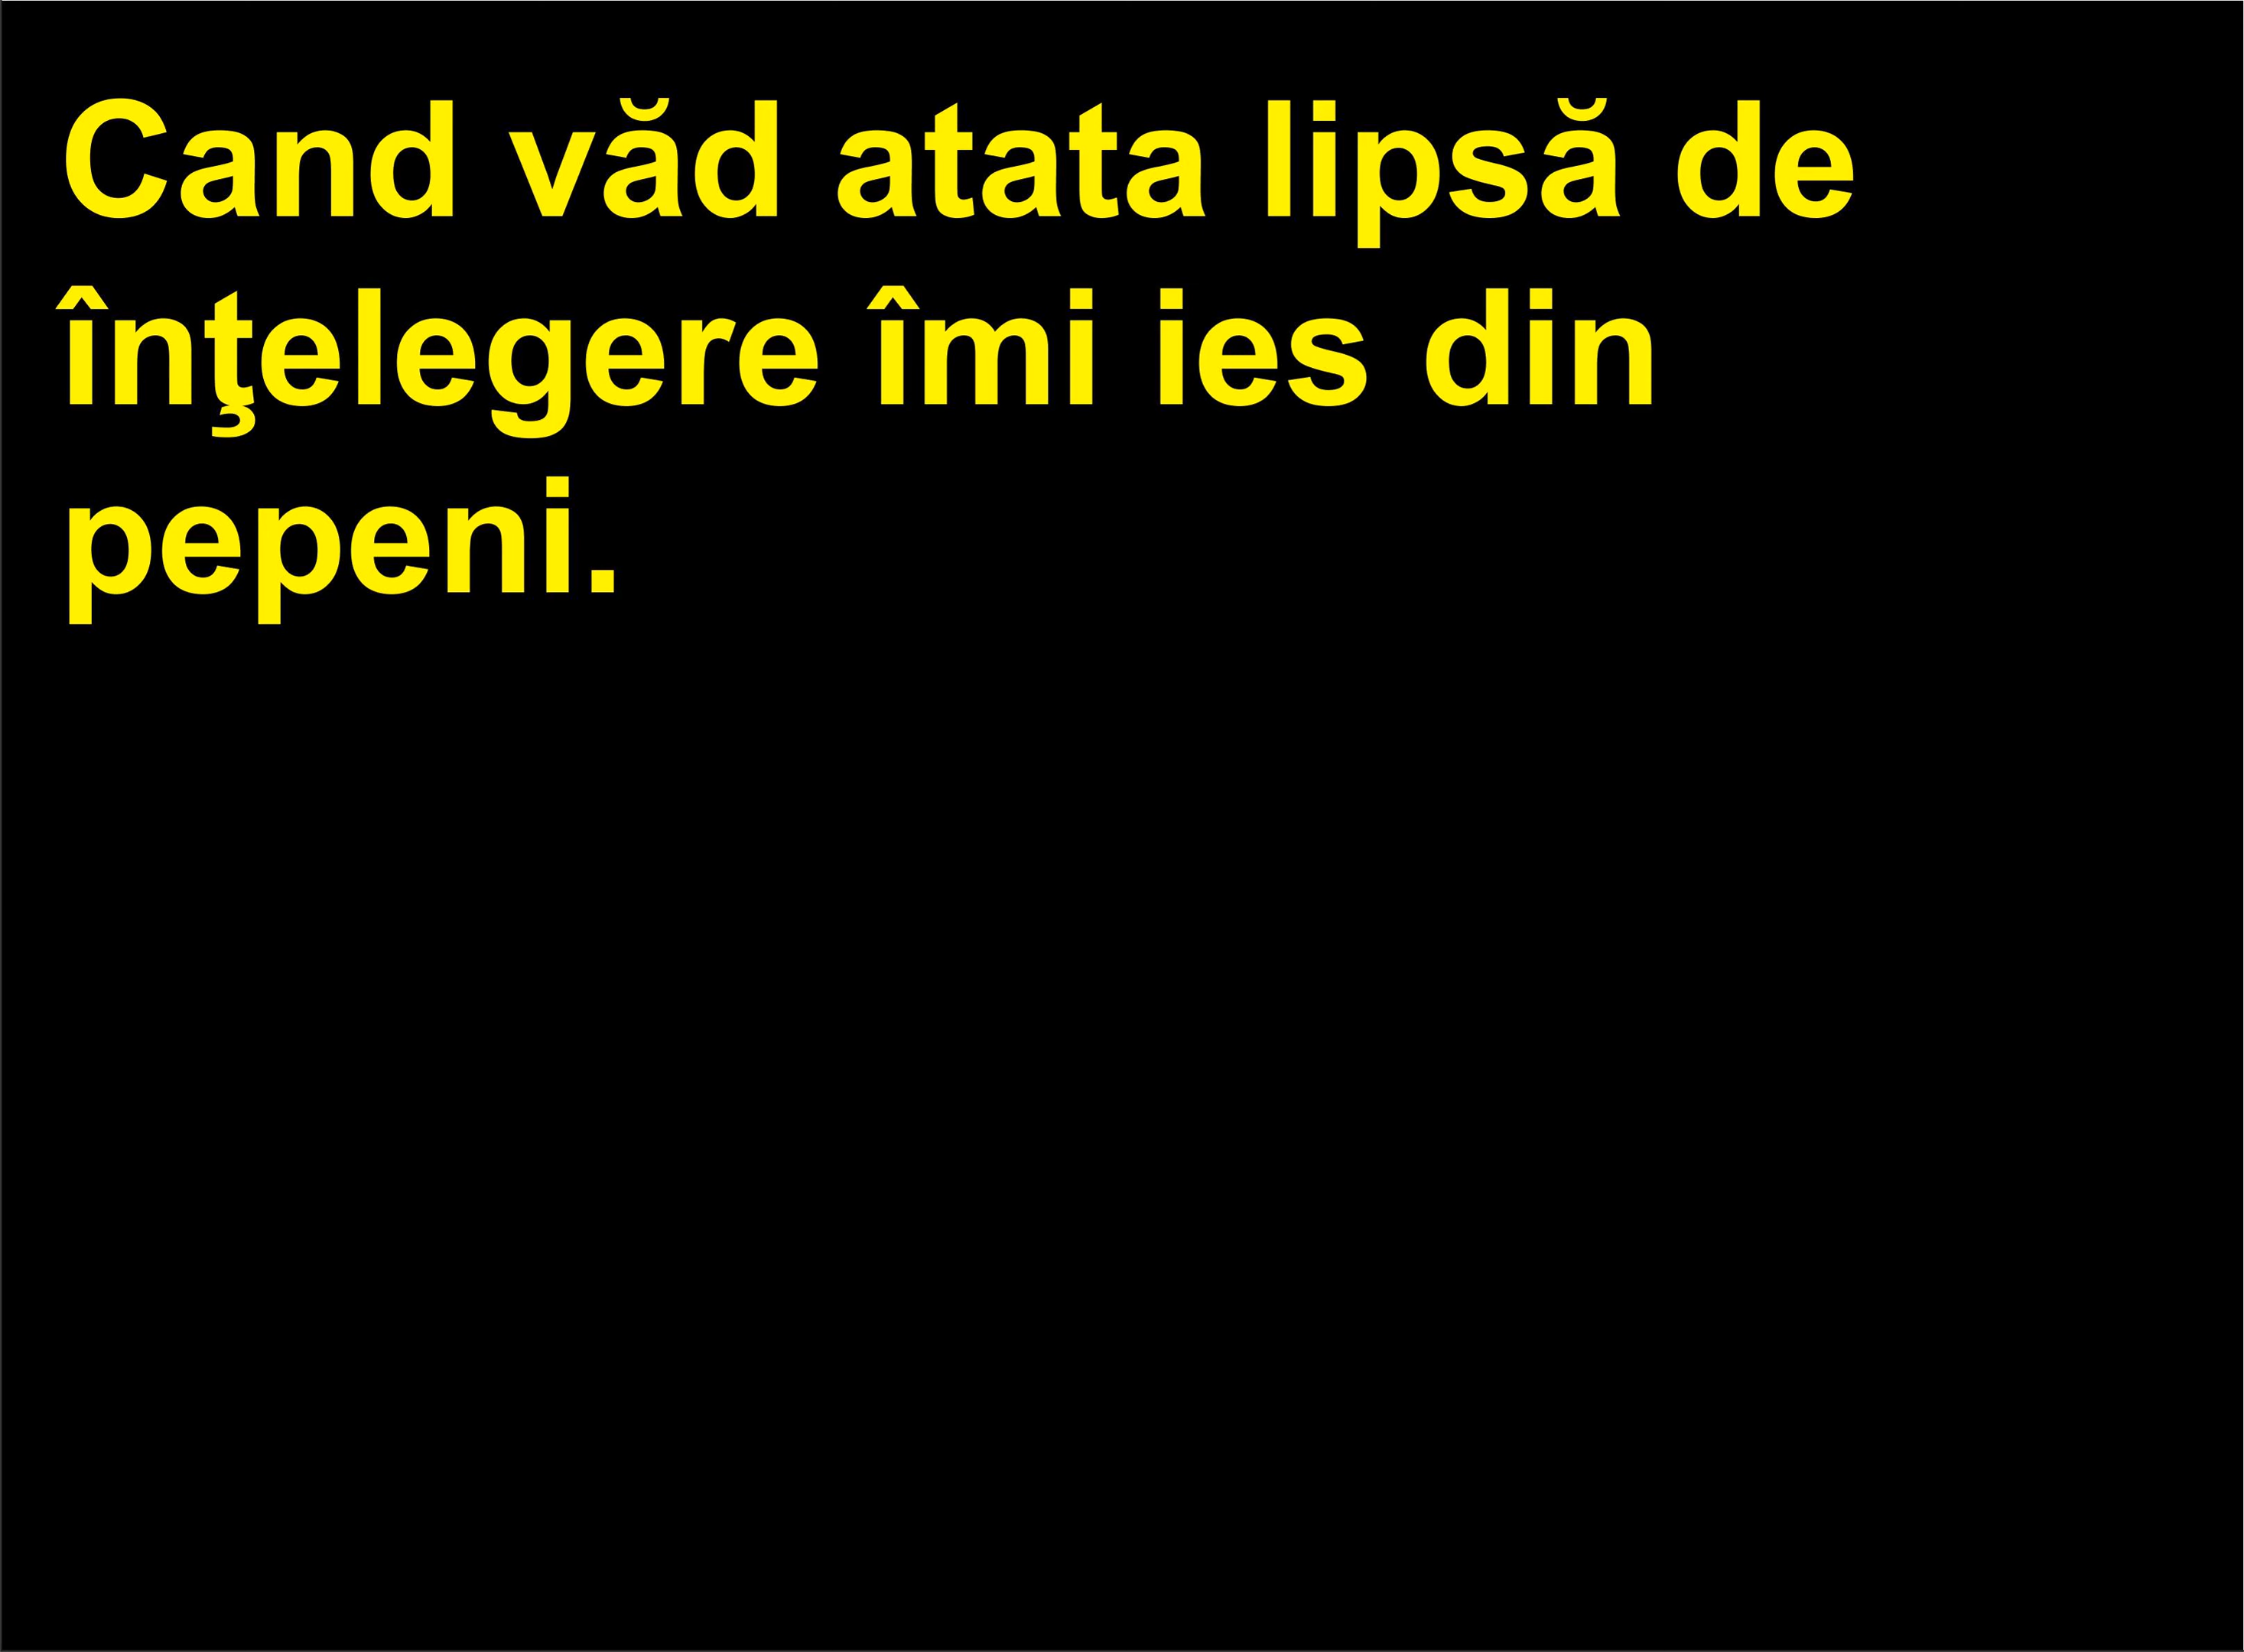 Cand văd atata lipsă de
înţelegere îmi ies din
pepeni.